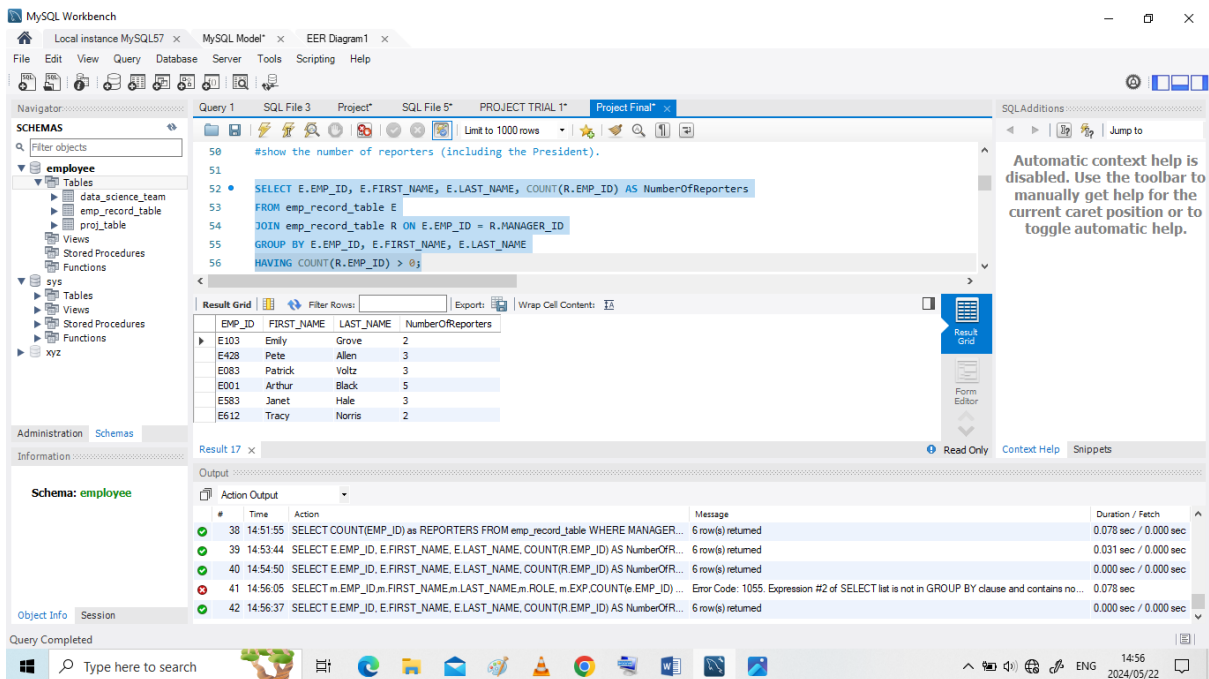 MySQL Workbench
Local instance MySQL57 MySQL Model* EER Diagram1
File Edit View Query Database Server Tools Scripting Help
Navigator
SCHEMAS
Filter objects
employee
Tables
data_science_team
emp_record_table
proj_table
Views
Stored Procedures
Functions
sys
Tables
Views
Stored Procedures
Functions
xyz
Administration Schemas
Information
Schema: employee
Object Info Session
Query 1 SQL File 3 Project* SQL File 5* PROJECT TRIAL 1* Project Final*
Limit to 1000 rows
50 #show the number of reporters (including the President).
51
52 SELECT E.EMP_ID, E.FIRST_NAME, E.LAST_NAME, COUNT(R.EMP_ID) AS NumberOfReporters
53 FROM emp_record_table E
54 JOIN emp_record_table R ON E.EMP_ID = R.MANAGER_ID
55 GROUP BY E.EMP_ID, E.FIRST_NAME, E.LAST_NAME
56 HAVING COUNT(R.EMP_ID) > 0;
Result Grid Filter Rows: Export: Wrap Cell Content:
EMP_ID FIRST_NAME LAST_NAME NumberOfReporters
E103 Emily Grove 2
E428 Pete Allen 3
E083 Patrick Voltz 3
E001 Arthur Black 5
E583 Janet Hale 3
E612 Tracy Norris 2
Result
Grid
Form
Editor
Result 17 Read Only
SQLAdditions
Jump to
Automatic context help is
disabled. Use the toolbar to
manually get help for the
current caret position or to
toggle automatic help.
Context Help Snippets
Output
Action Output
# Time Action Message Duration / Fetch
38 14:51:55 SELECT COUNT(EMP_ID) as REPORTERS FROM emp_record_table WHERE MANAGER... 6 row(s) returned 0.078 sec / 0.000 sec
39 14:53:44 SELECT E.EMP_ID, E.FIRST_NAME, E.LAST_NAME, COUNT(R.EMP_ID) AS NumberOfR... 6 row(s) returned 0.031 sec / 0.000 sec
40 14:54:50 SELECT E.EMP_ID, E.FIRST_NAME, E.LAST_NAME, COUNT(R.EMP_ID) AS NumberOfR... 6 row(s) returned 0.000 sec / 0.000 sec
41 14:56:05 SELECT m.EMP_ID,m.FIRST_NAME,m.LAST_NAME,m.ROLE, m.EXP,COUNT(e.EMP_ID) ... Error Code: 1055. Expression #2 of SELECT list is not in GROUP BY clause and contains no... 0.078 sec
42 14:56:37 SELECT E.EMP_ID, E.FIRST_NAME, E.LAST_NAME, COUNT(R.EMP_ID) AS NumberOfR... 6 row(s) returned 0.000 sec / 0.000 sec
Query Completed
Type here to search
ENG
14:56
2024/05/22